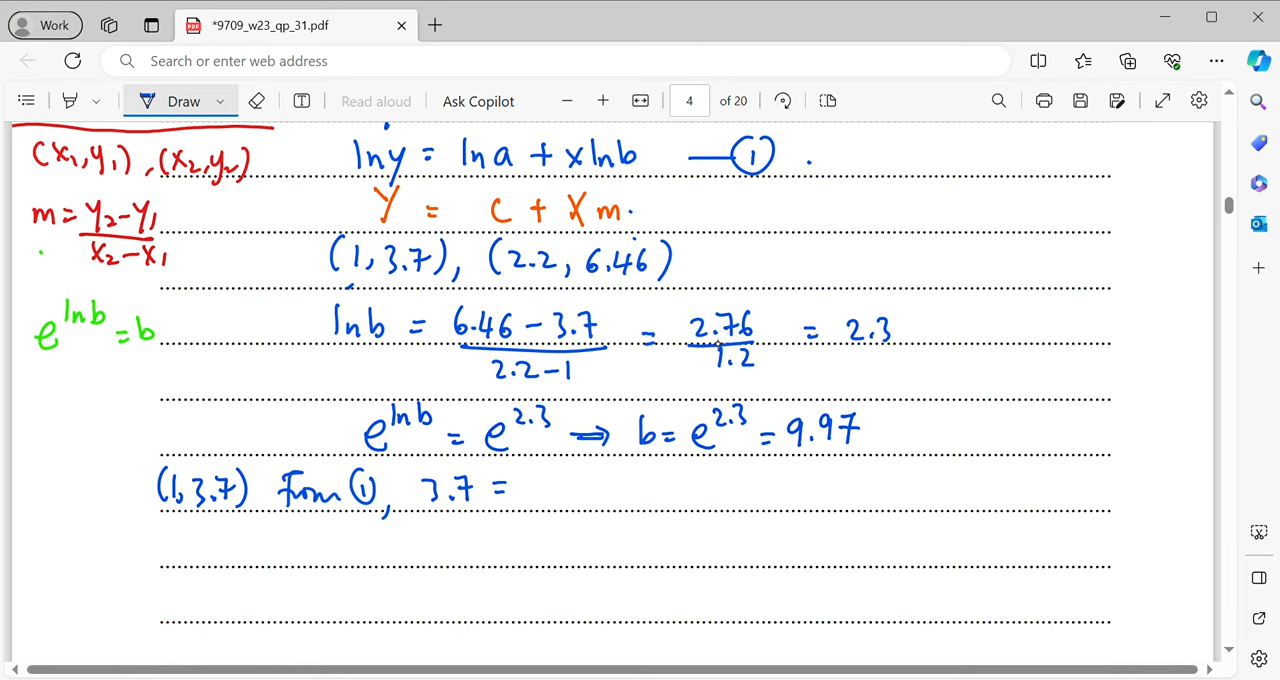 Work
*9709_w23_qp_31.pdf
Search or enter web address
Draw
Read aloud
Ask Copilot
4 of 20
(x₁,y₁), (x₂,y₂)
ln y = ln a + x ln b — ① .
m = (y₂-y₁)/(x₂-x₁)
Y = C + X m.
(1, 3.7), (2.2, 6.46)
e^(ln b) = b
ln b = (6.46 - 3.7)/(2.2 - 1) = 2.76/1.2 = 2.3
e^(ln b) = e^(2.3) ⟹ b = e^(2.3) = 9.97
(1, 3.7) From ①, 3.7 =